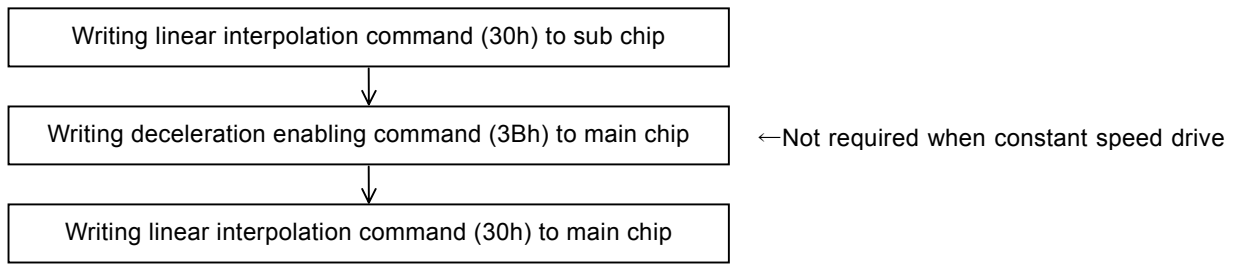 Writing linear interpolation command (30h) to sub chip
Writing deceleration enabling command (3Bh) to main chip
←Not required when constant speed drive
Writing linear interpolation command (30h) to main chip